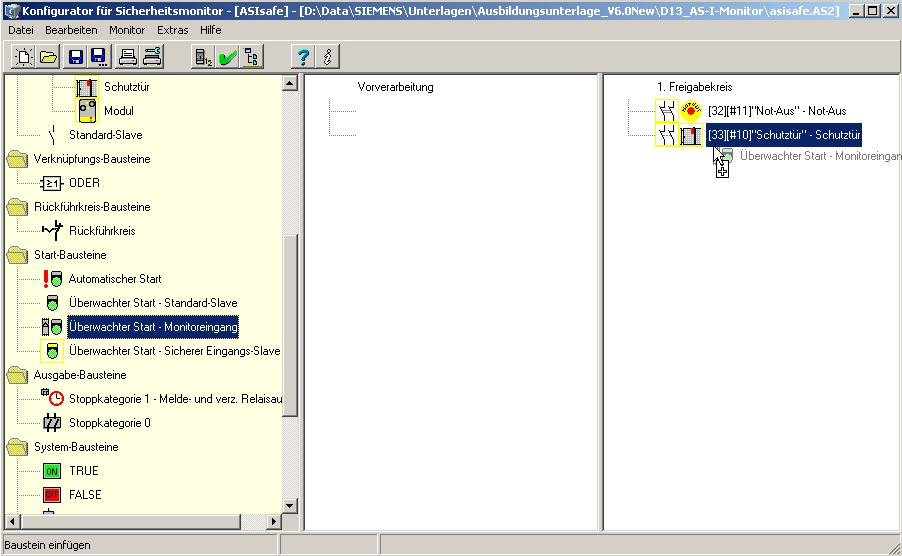 Konfigurator für Sicherheitsmonitor - [ASIsafe] - [D:\Data\SIEMENS\Unterlagen\Ausbildungsunterlage_V6.0New\D13_AS-I-Monitor\asisafe.AS2]
Datei Bearbeiten Monitor Extras Hilfe
Schutztür
Modul
Standard-Slave
Verknüpfungs-Bausteine
≥1 ODER
Rückführkreis-Bausteine
Rückführkreis
Start-Bausteine
Automatischer Start
Überwachter Start - Standard-Slave
Überwachter Start - Monitoreingang
Überwachter Start - Sicherer Eingangs-Slave
Ausgabe-Bausteine
Stoppkategorie 1 - Melde- und verz. Relaisau
Stoppkategorie 0
System-Bausteine
ON TRUE
OFF FALSE
Vorverarbeitung
1. Freigabekreis
[32][#11]"Not-Aus" - Not-Aus
[33][#10]"Schutztür" - Schutztür
Überwachter Start - Monitoreingan
Baustein einfügen